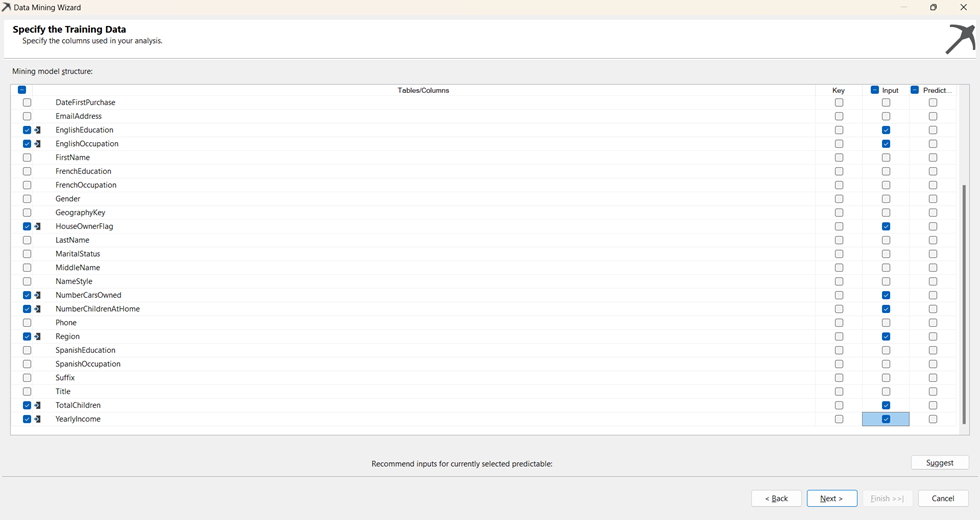 Data Mining Wizard
Specify the Training Data
Specify the columns used in your analysis.
Mining model structure:
Tables/Columns Key Input Predict...
DateFirstPurchase
EmailAddress
EnglishEducation
EnglishOccupation
FirstName
FrenchEducation
FrenchOccupation
Gender
GeographyKey
HouseOwnerFlag
LastName
MaritalStatus
MiddleName
NameStyle
NumberCarsOwned
NumberChildrenAtHome
Phone
Region
SpanishEducation
SpanishOccupation
Suffix
Title
TotalChildren
YearlyIncome
Recommend inputs for currently selected predictable:
Suggest
< Back Next > Finish >>| Cancel